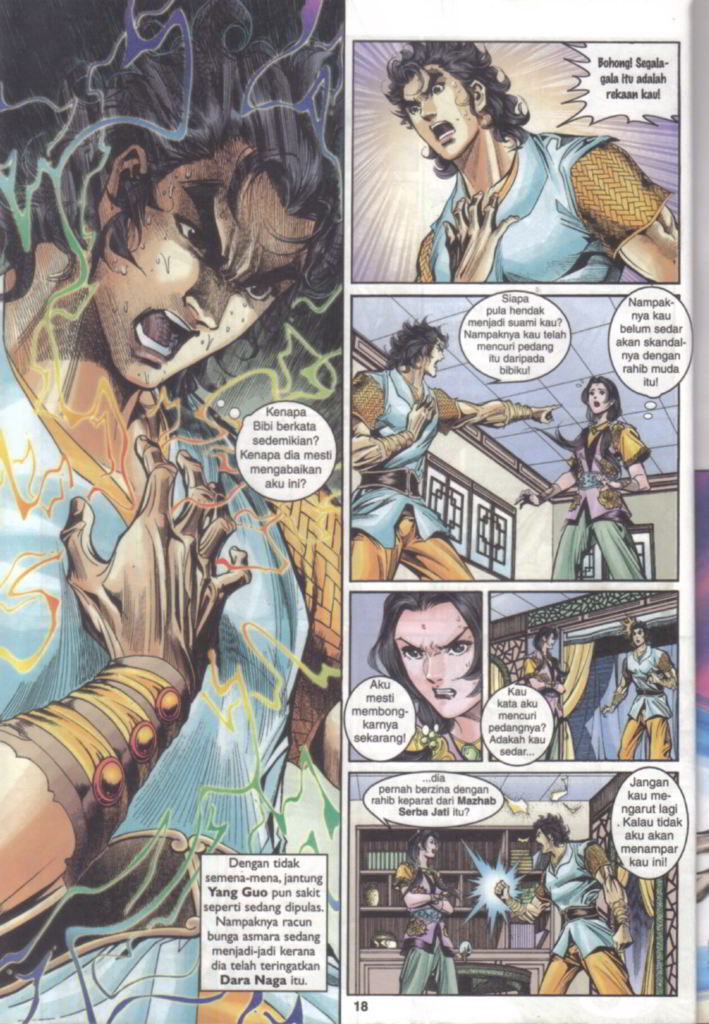 Kenapa
Bibi berkata
sedemikian?
Kenapa dia mesti
mengabaikan
aku ini?
Dengan tidak
semena-mena, jantung
Yang Guo pun sakit
seperti sedang dipulas.
Nampaknya racun
bunga asmara sedang
menjadi-jadi kerana
dia telah teringatkan
Dara Naga itu.
Bohong! Segala-
gala itu adalah
rekaan kau!
Siapa
pula hendak
menjadi suami kau?
Nampaknya kau telah
mencuri pedang
itu daripada
bibiku!
Nampak-
nya kau
belum sedar
akan skandal-
nya dengan
rahib muda
itu!
Aku
mesti
membong-
karnya
sekarang!
Kau
kata aku
mencuri
pedangnya?
Adakah kau
sedar...
...dia
pernah berzina dengan
rahib keparat dari Mazhab
Serba Jati itu?
Jangan
kau me-
ngarut lagi
. Kalau tidak
aku akan
menampar
kau ini!
18